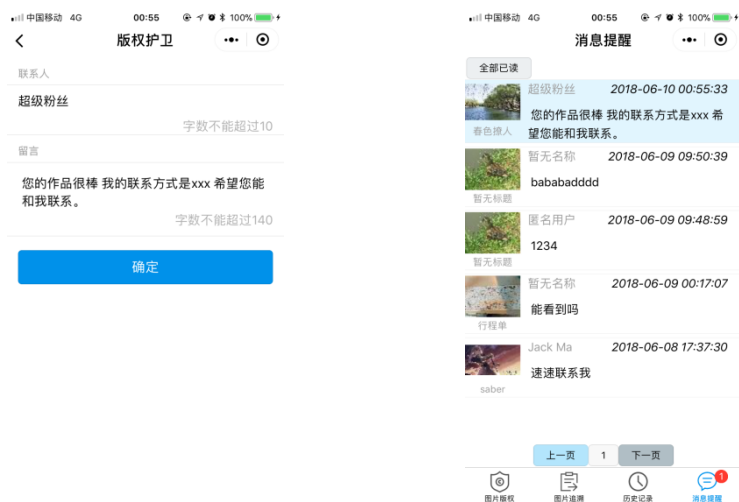 中国移动 4G 00:55 100%
版权护卫
联系人
超级粉丝
字数不能超过10
留言
您的作品很棒 我的联系方式是xxx 希望您能
和我联系。
字数不能超过140
确定
中国移动 4G 00:55 100%
消息提醒
全部已读
超级粉丝 2018-06-10 00:55:33
您的作品很棒 我的联系方式是xxx 希
望您能和我联系。
春色撩人
暂无名称 2018-06-09 09:50:39
bababadddd
暂无标题
匿名用户 2018-06-09 09:48:59
1234
暂无标题
暂无名称 2018-06-09 00:17:07
能看到吗
行程单
Jack Ma 2018-06-08 17:37:30
速速联系我
saber
上一页 1 下一页
1
图片版权 图片追溯 历史记录 消息提醒